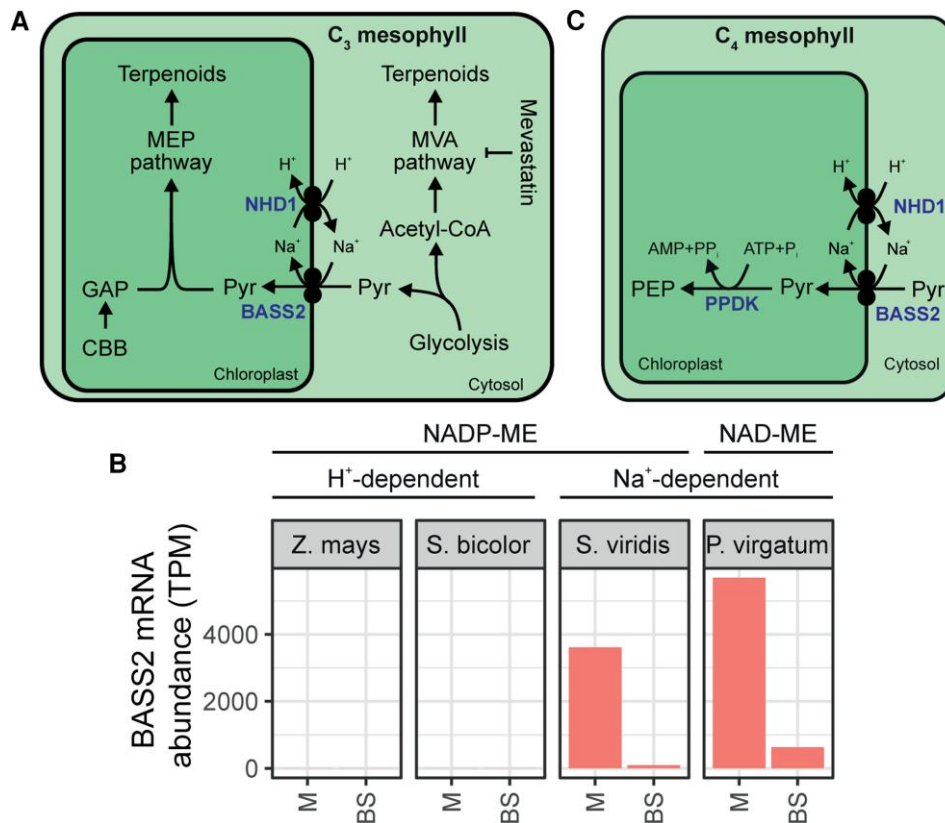 A
C₃ mesophyll
Terpenoids
Terpenoids
MEP
pathway
MVA
pathway
Mevastatin
H⁺
H⁺
NHD1
Na⁺
Na⁺
Acetyl-CoA
GAP
Pyr
Pyr
BASS2
CBB
Glycolysis
Chloroplast
Cytosol
C
C₄ mesophyll
H⁺
H⁺
NHD1
AMP+PPᵢ
ATP+Pᵢ
Na⁺
Na⁺
PEP
Pyr
Pyr
PPDK
BASS2
Chloroplast
Cytosol
B
NADP-ME
NAD-ME
H⁺-dependent
Na⁺-dependent
Z. mays
S. bicolor
S. viridis
P. virgatum
BASS2 mRNA
abundance (TPM)
4000
2000
0
M
BS
M
BS
M
BS
M
BS